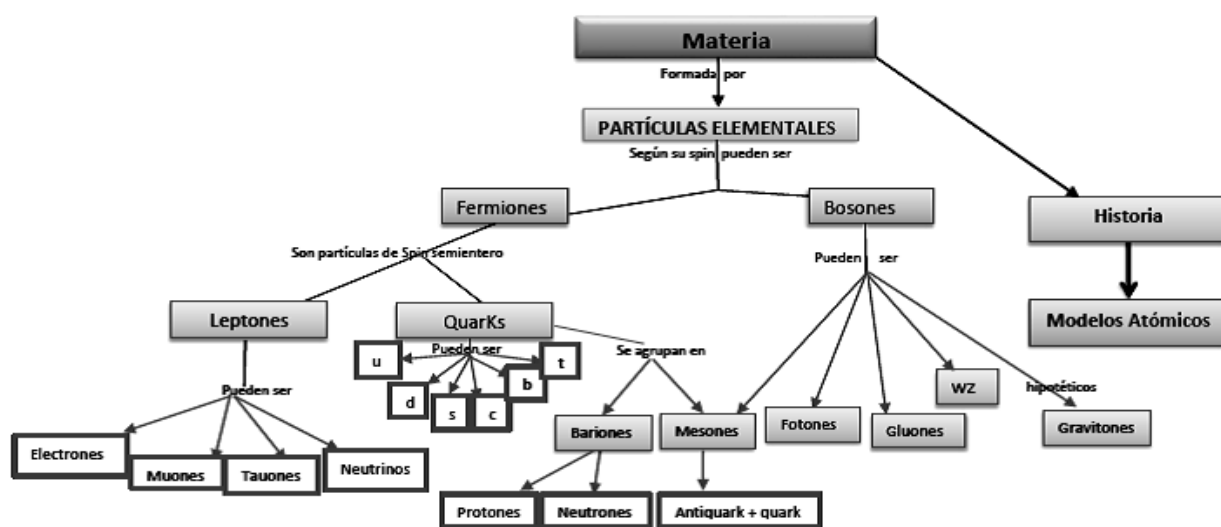 Materia
Formada por
PARTÍCULAS ELEMENTALES
Según su spin pueden ser
Fermiones
Bosones
Historia
Son partículas de Spin semientero
Pueden ser
Leptones
QuarKs
Modelos Atómicos
Pueden ser
u
d
s
c
b
t
Se agrupan en
Pueden ser
WZ
hipotéticos
Bariones
Mesones
Fotones
Gluones
Gravitones
Electrones
Muones
Tauones
Neutrinos
Protones
Neutrones
Antiquark + quark